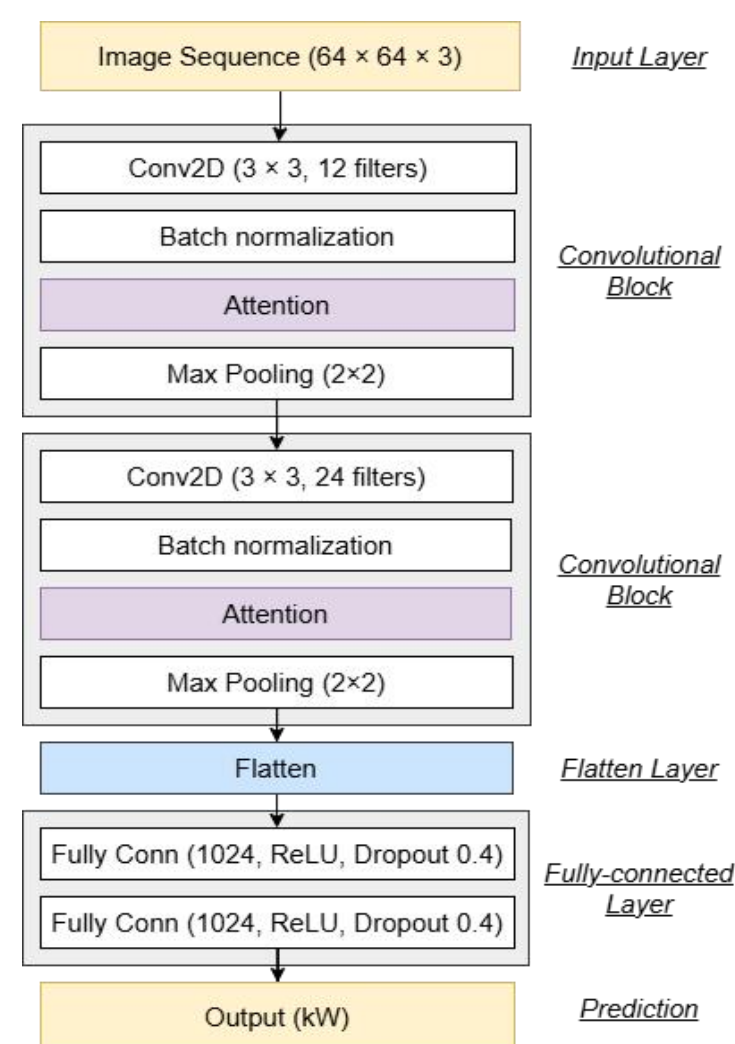 Image Sequence (64 × 64 × 3)
Input Layer
Conv2D (3 × 3, 12 filters)
Batch normalization
Attention
Max Pooling (2×2)
Convolutional
Block
Conv2D (3 × 3, 24 filters)
Batch normalization
Attention
Max Pooling (2×2)
Convolutional
Block
Flatten
Flatten Layer
Fully Conn (1024, ReLU, Dropout 0.4)
Fully Conn (1024, ReLU, Dropout 0.4)
Fully-connected
Layer
Output (kW)
Prediction